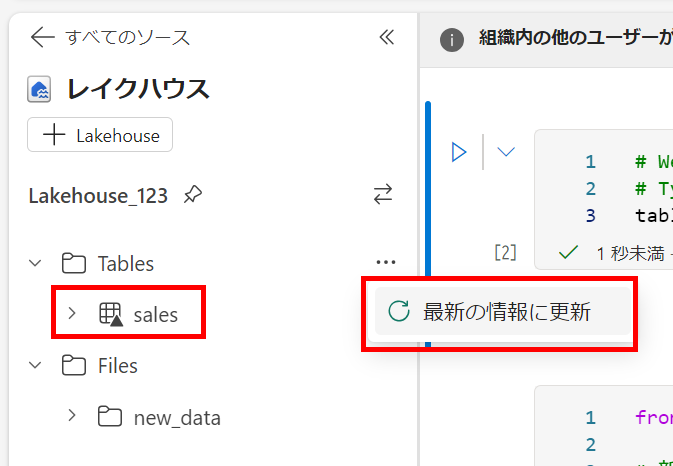 すべてのソース
レイクハウス
Lakehouse
Lakehouse_123
Tables
sales
Files
new_data
組織内の他のユーザーが
1 # We
2 # Ty
3 tabl
[2] 1 秒未満 -
最新の情報に更新
1 from
2